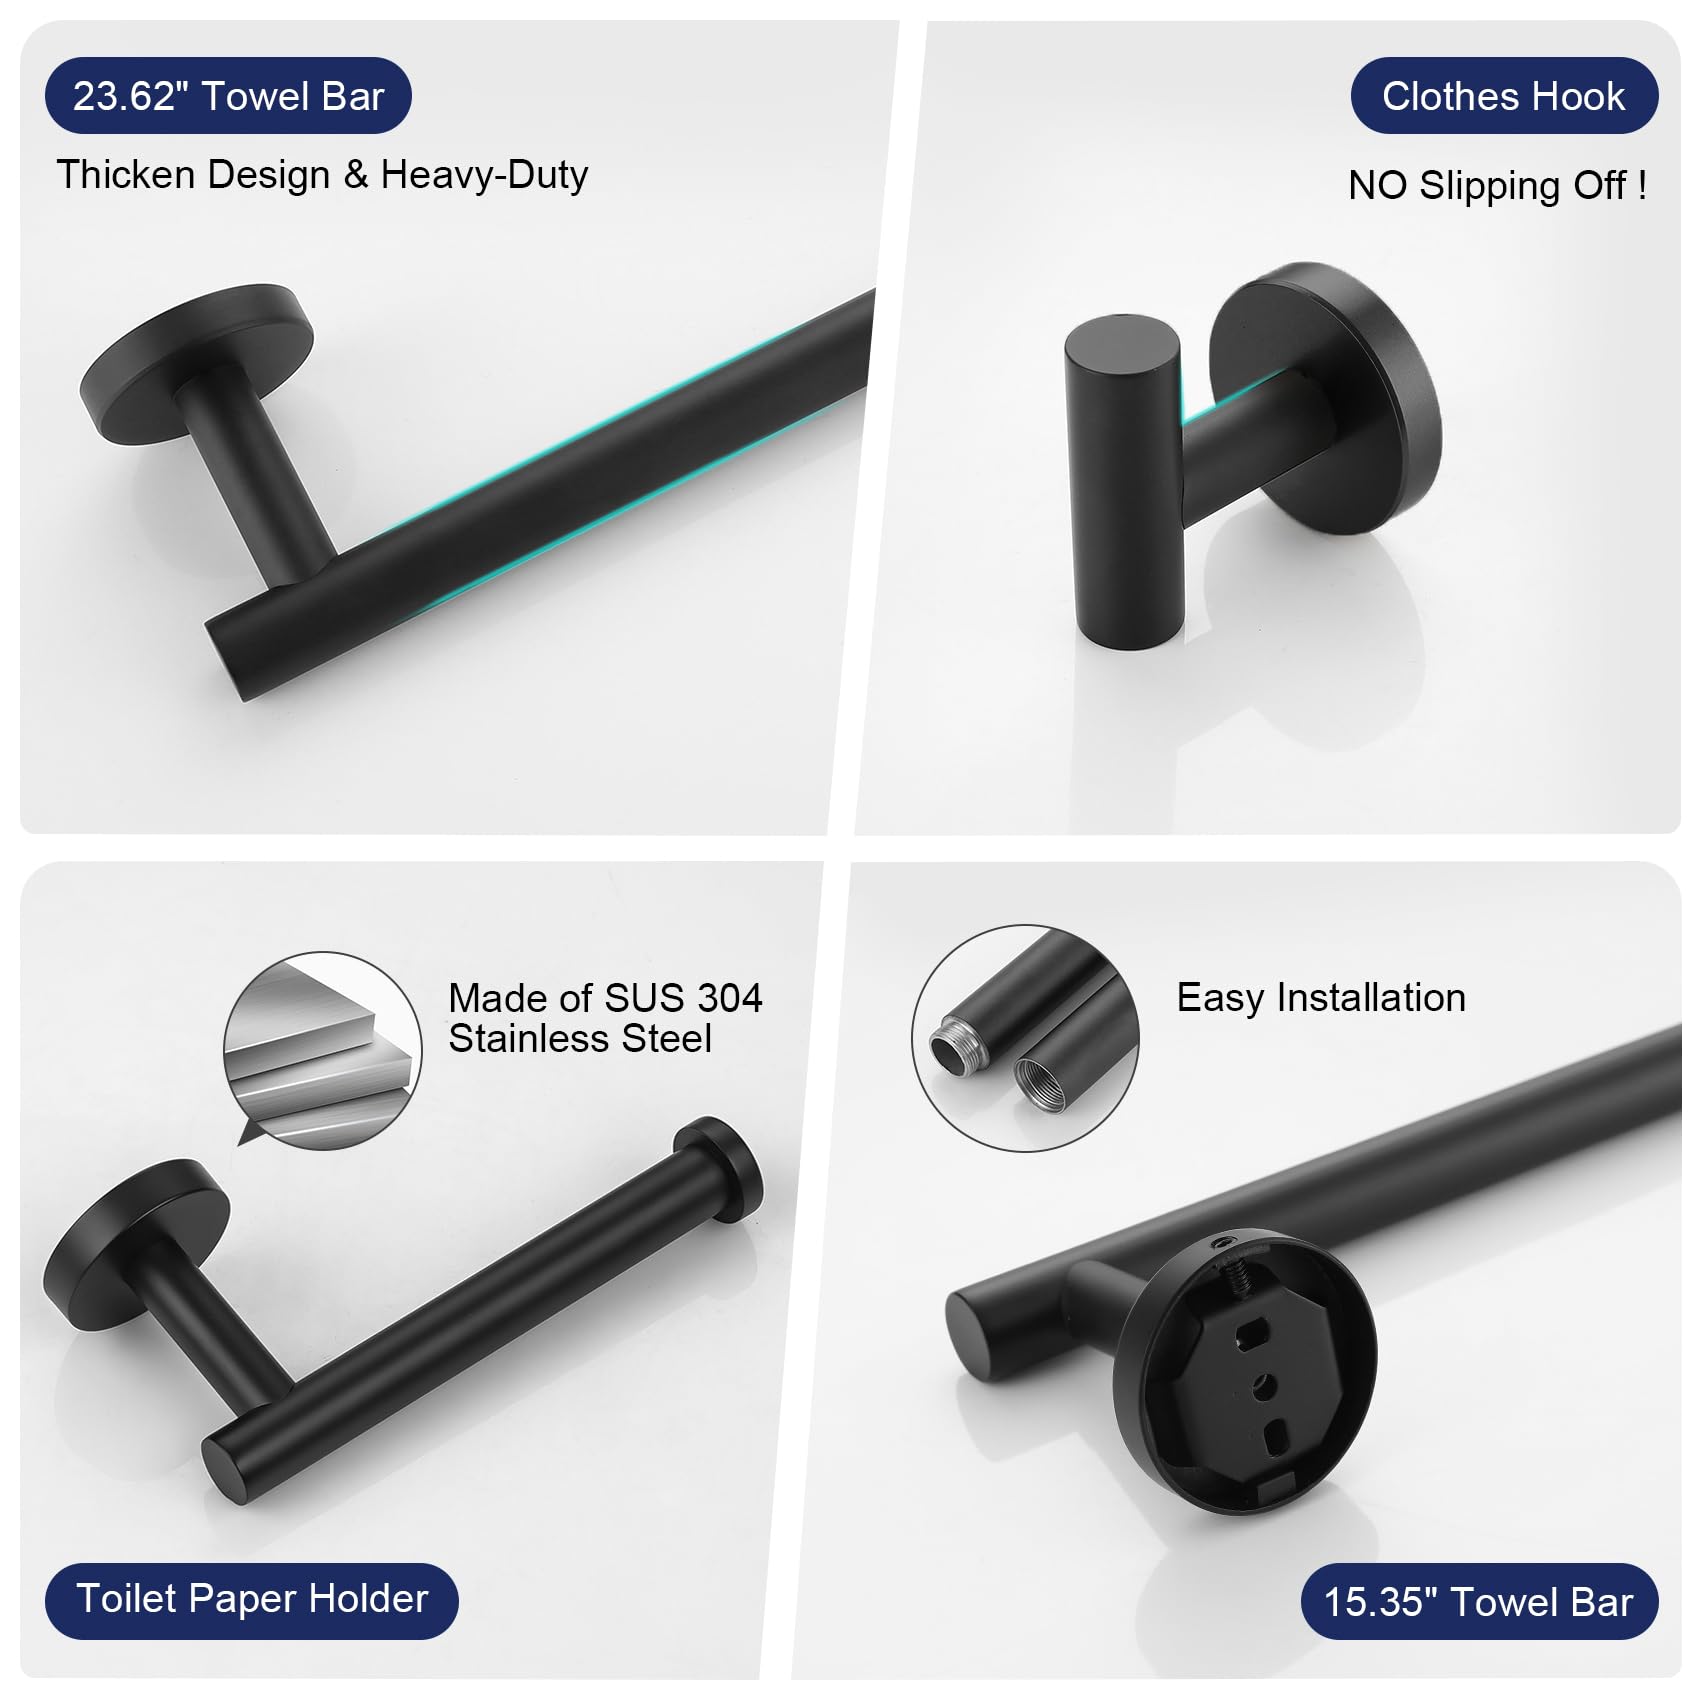 23.62" Towel Bar
Thicken Design & Heavy-Duty
Clothes Hook
NO Slipping Off !
Made of SUS 304
Stainless Steel
Toilet Paper Holder
Easy Installation
15.35" Towel Bar